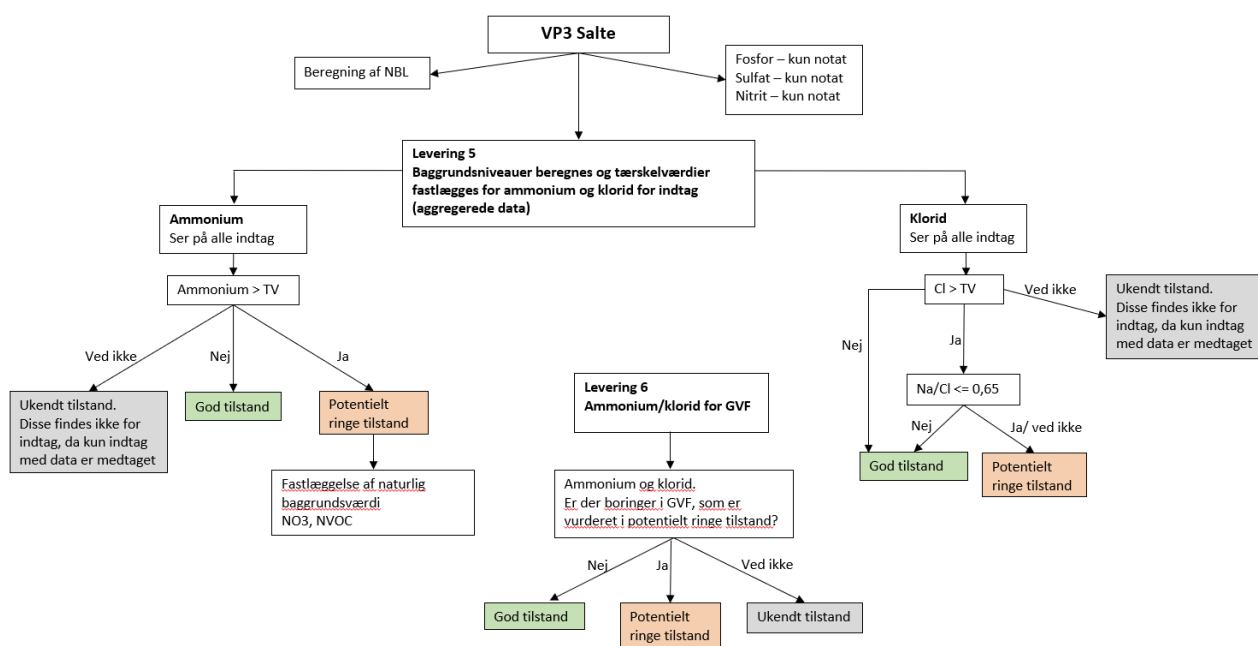 VP3 Salte
Beregning af NBL
Fosfor – kun notat
Sulfat – kun notat
Nitrit – kun notat
Levering 5
Baggrundsniveauer beregnes og tærskelværdier
fastlægges for ammonium og klorid for indtag
(aggregerede data)
Ammonium
Ser på alle indtag
Ammonium > TV
Ved ikke
Nej
Ja
Ukendt tilstand.
Disse findes ikke for
indtag, da kun indtag
med data er medtaget
God tilstand
Potentielt
ringe tilstand
Fastlæggelse af naturlig
baggrundsværdi
NO3, NVOC
Levering 6
Ammonium/klorid for GVF
Ammonium og klorid.
Er der boringer i GVF, som er
vurderet i potentielt ringe tilstand?
Nej
Ja
Ved ikke
God tilstand
Potentielt
ringe tilstand
Ukendt tilstand
Klorid
Ser på alle indtag
Cl > TV
Ved ikke
Ukendt tilstand.
Disse findes ikke for
indtag, da kun indtag
med data er medtaget
Nej
Ja
Na/Cl <= 0,65
Nej
Ja/ ved ikke
God tilstand
Potentielt
ringe tilstand